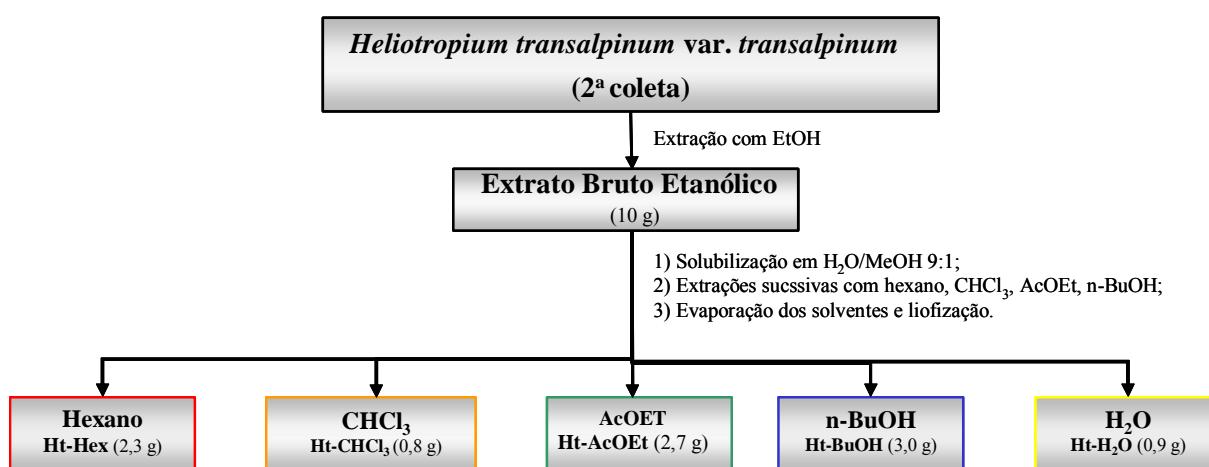 Heliotropium transalpinum var. transalpinum
(2ª coleta)
Extração com EtOH
Extrato Bruto Etanólico
(10 g)
1) Solubilização em H₂O/MeOH 9:1;
2) Extrações sucssivas com hexano, CHCl₃, AcOEt, n-BuOH;
3) Evaporação dos solventes e liofização.
Hexano
Ht-Hex (2,3 g)
CHCl₃
Ht-CHCl₃ (0,8 g)
AcOET
Ht-AcOEt (2,7 g)
n-BuOH
Ht-BuOH (3,0 g)
H₂O
Ht-H₂O (0,9 g)